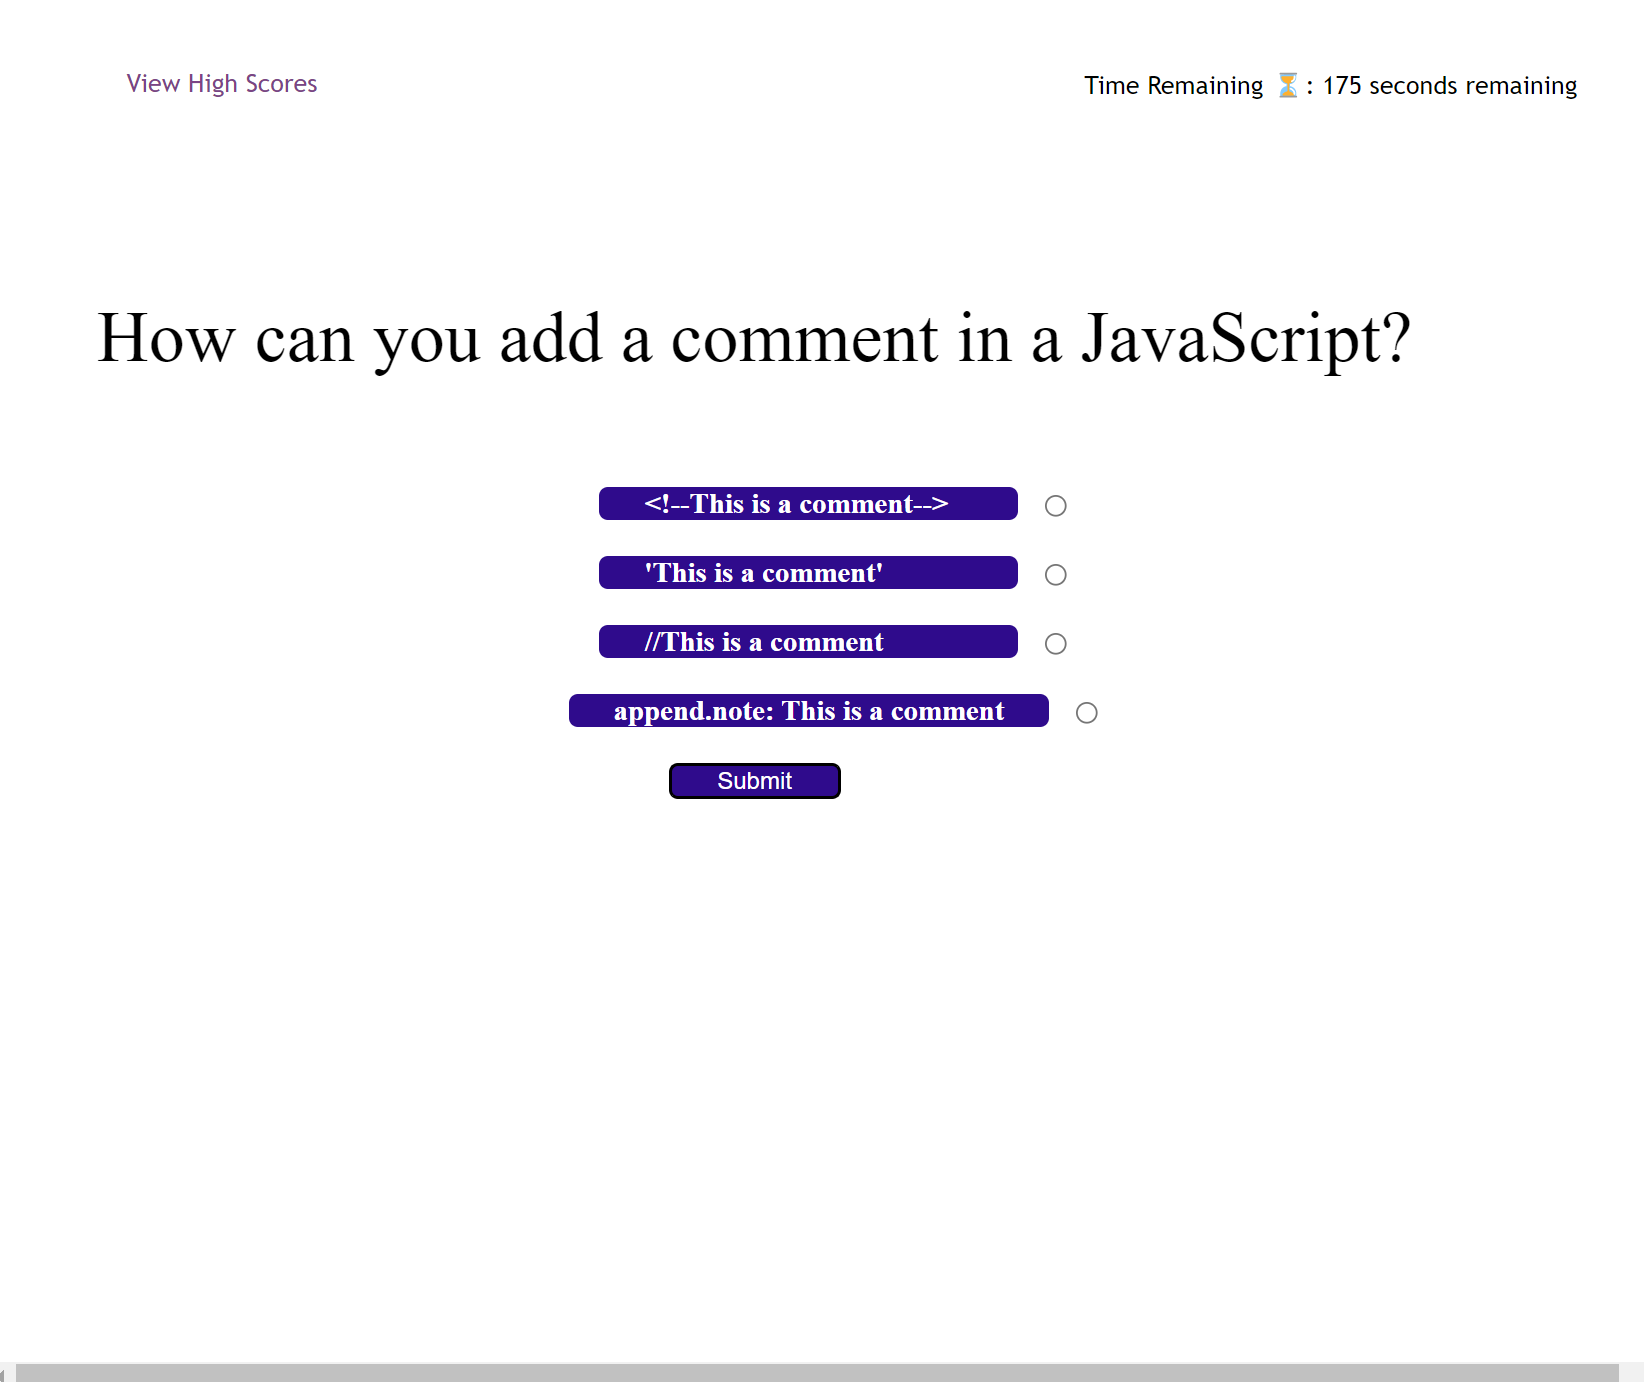 View High Scores
Time Remaining ⏳ : 175 seconds remaining
How can you add a comment in a JavaScript?
<!--This is a comment-->
'This is a comment'
//This is a comment
append.note: This is a comment
Submit